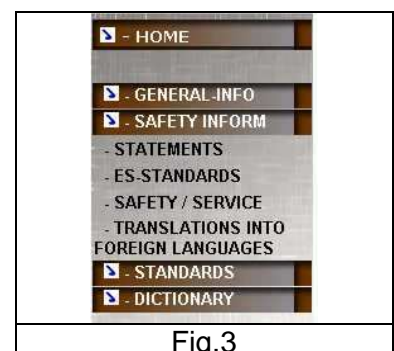 - HOME
- GENERAL-INFO
- SAFETY INFORM
- STATEMENTS
- ES-STANDARDS
- SAFETY / SERVICE
- TRANSLATIONS INTO
FOREIGN LANGUAGES
- STANDARDS
- DICTIONARY
Fig.3